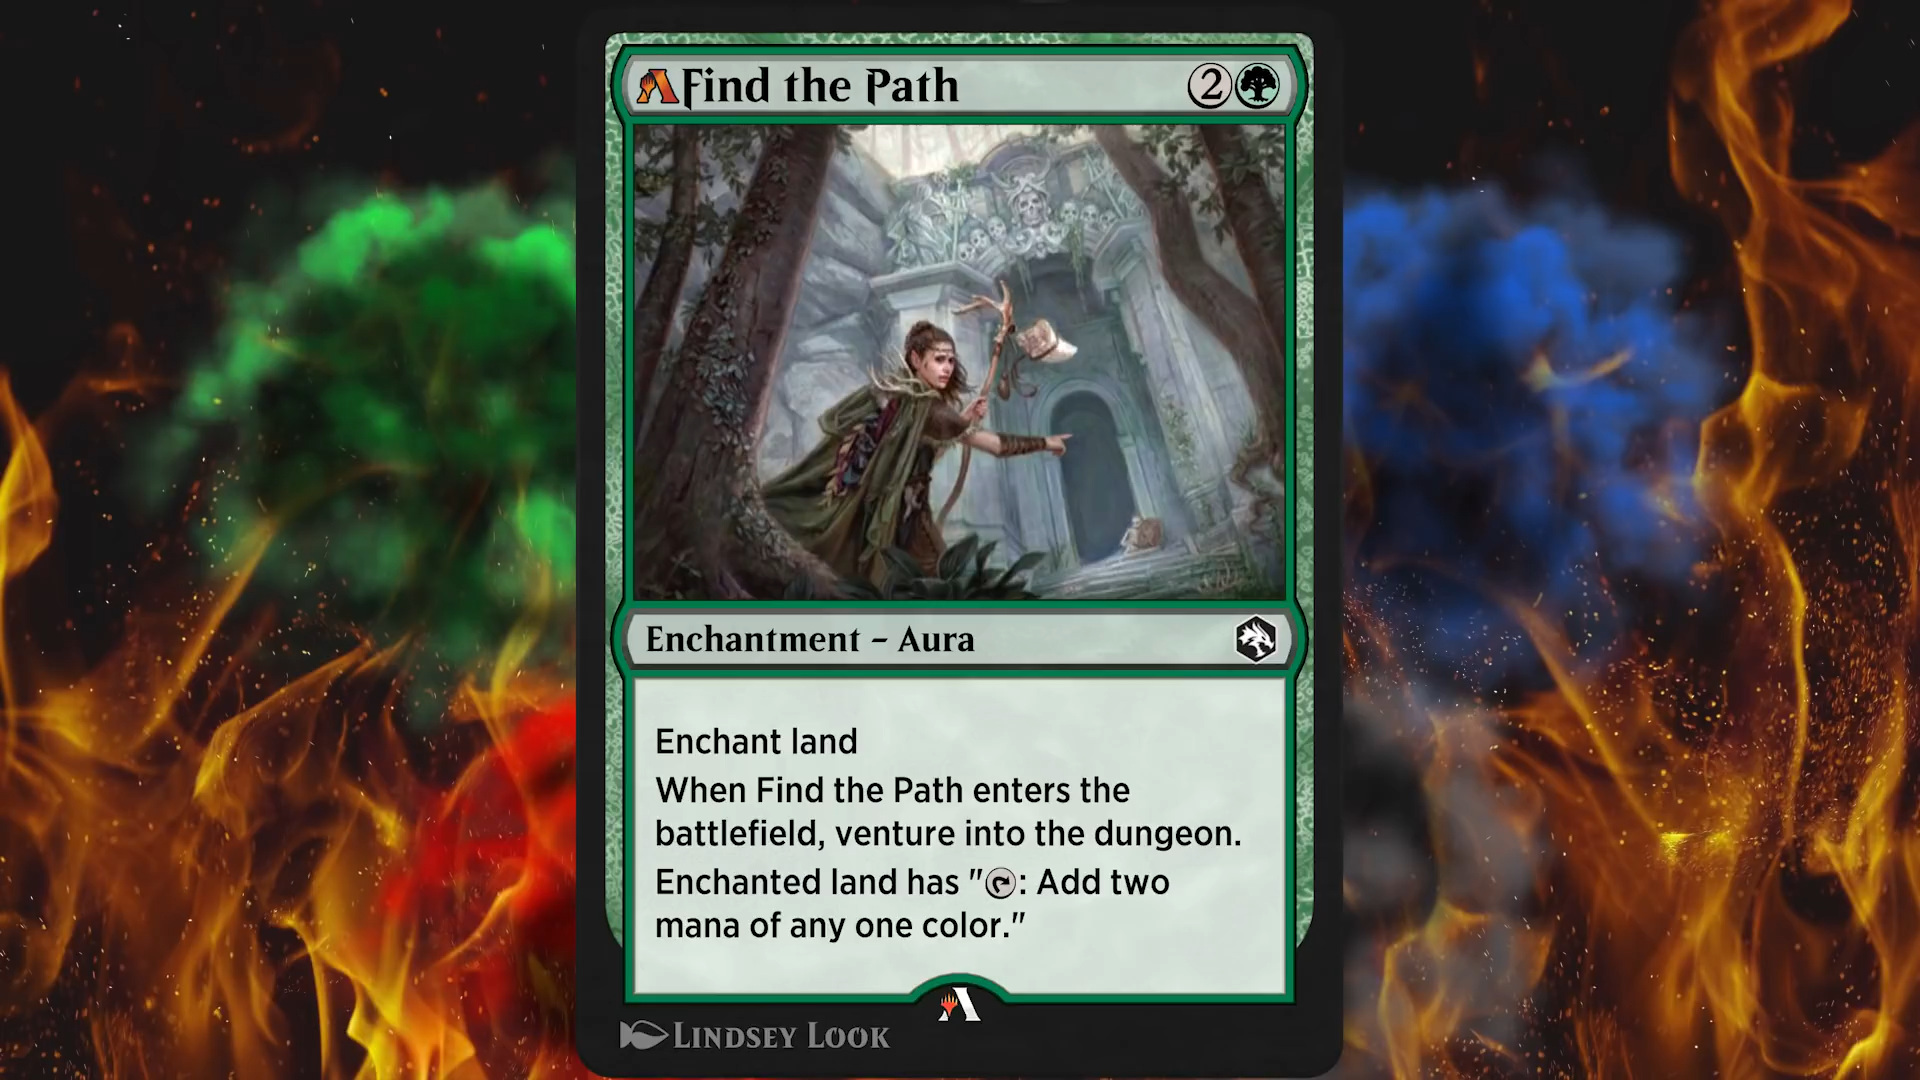 Find the Path 2
Enchantment – Aura
Enchant land
When Find the Path enters the
battlefield, venture into the dungeon.
Enchanted land has ": Add two
mana of any one color."
Lindsey Look